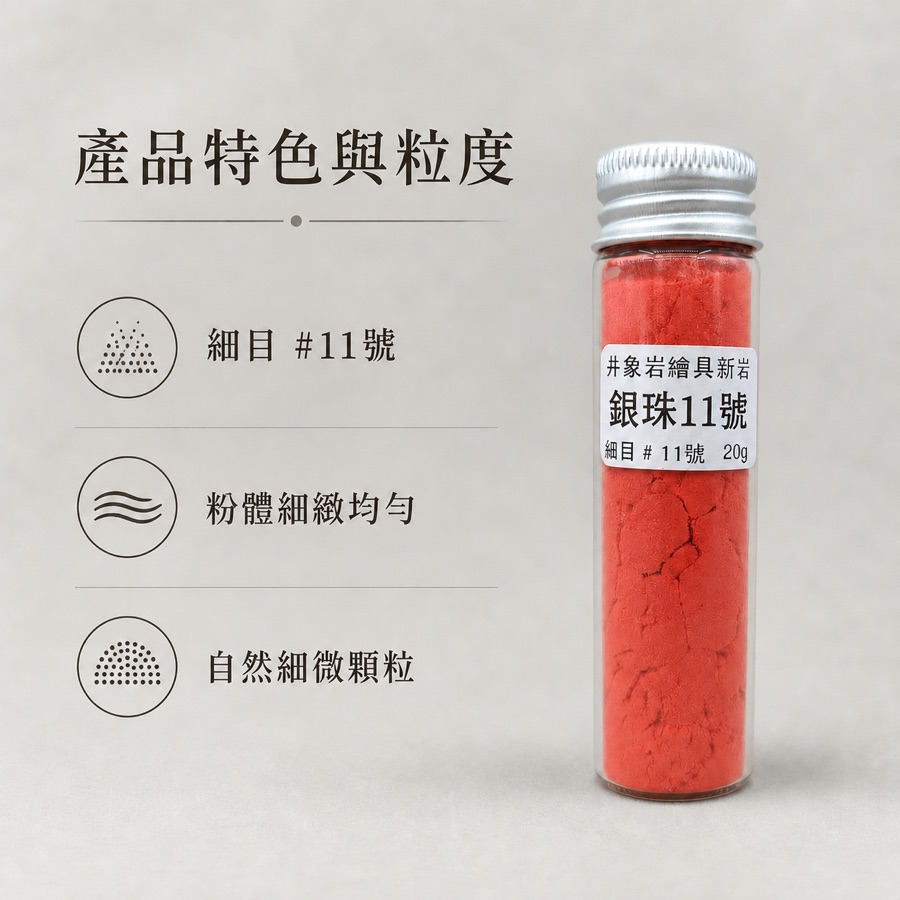 產品特色與粒度
細目 #11號
粉體細緻均勻
自然細微顆粒
井象岩繪具新岩
銀珠11號
細目 # 11號 20g